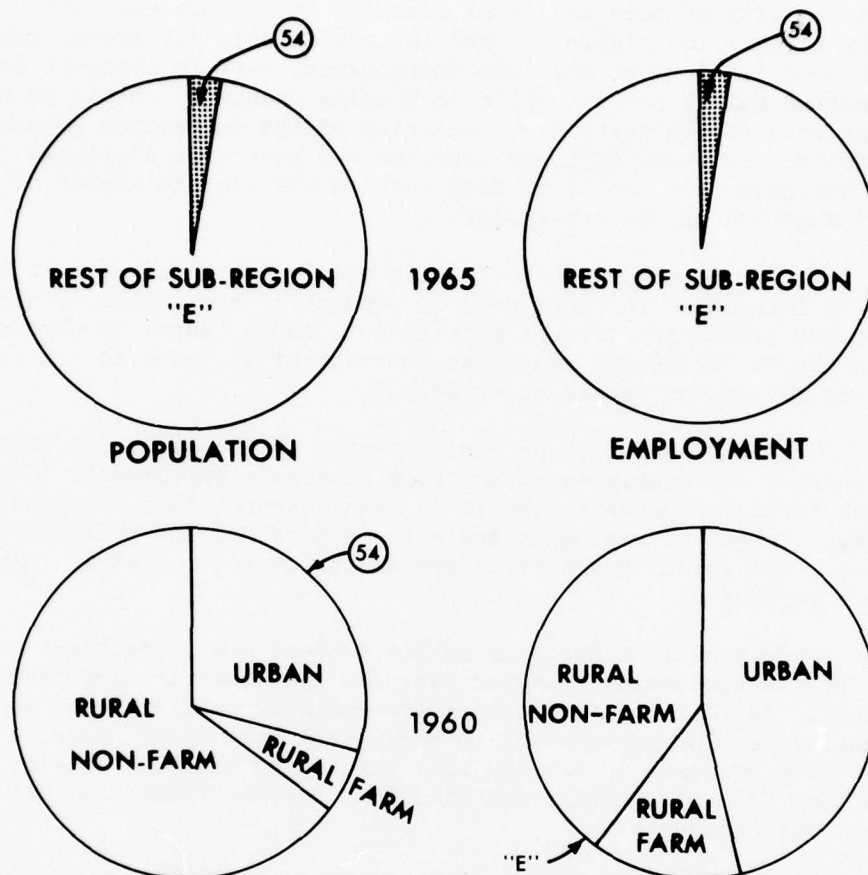 54
54
REST OF SUB-REGION
"E"
1965
REST OF SUB-REGION
"E"
POPULATION
EMPLOYMENT
54
URBAN
RURAL
NON-FARM
RURAL FARM
1960
RURAL
NON-FARM
URBAN
RURAL
FARM
"E"